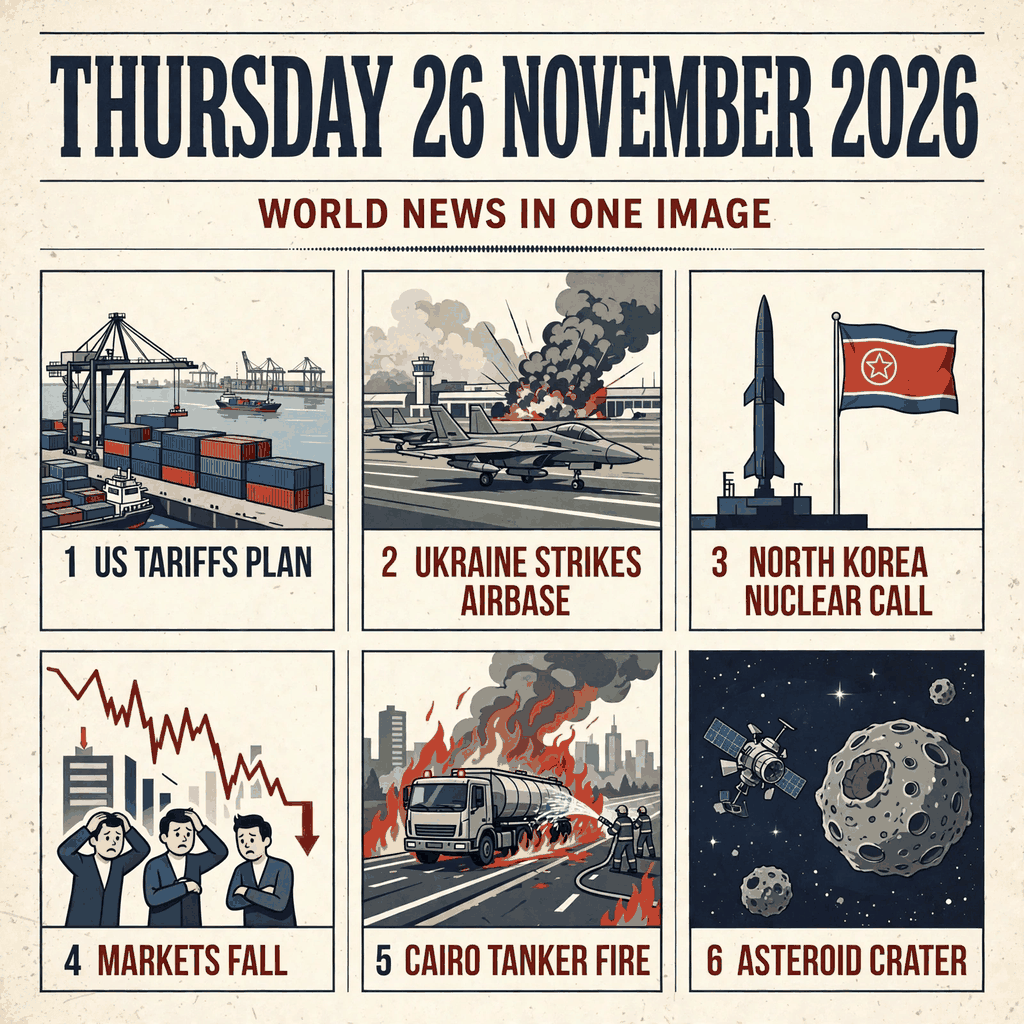 THURSDAY 26 NOVEMBER 2026
WORLD NEWS IN ONE IMAGE
1 US TARIFFS PLAN
2 UKRAINE STRIKES
AIRBASE
3 NORTH KOREA
NUCLEAR CALL
4 MARKETS FALL
5 CAIRO TANKER FIRE
6 ASTEROID CRATER